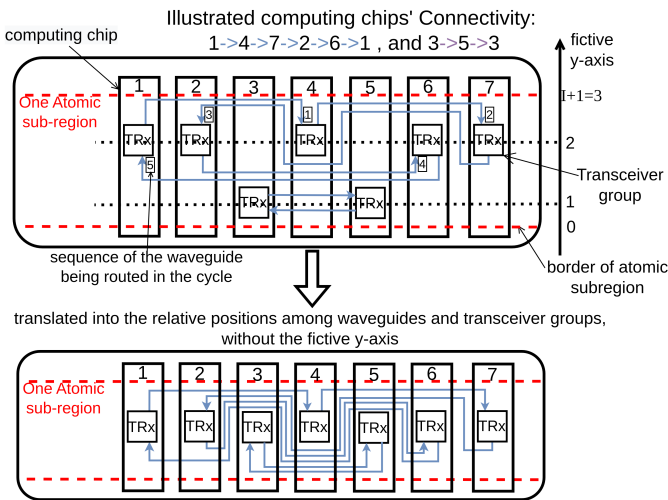 Illustrated computing chips' Connectivity:
1->4->7->2->6->1 , and 3->5->3
computing chip
fictive
y-axis
1 2 3 4 5 6 7
One Atomic
sub-region
I+1=3
3 1 2
TRx TRx TRx TRx TRx
2
5 4
Transceiver
group
TRx TRx
1
0
sequence of the waveguide
being routed in the cycle
border of atomic
subregion
translated into the relative positions among waveguides and transceiver groups,
without the fictive y-axis
1 2 3 4 5 6 7
One Atomic
sub-region
TRx TRx TRx TRx TRx TRx TRx